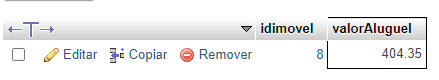 idimovel valorAluguel
Editar Copiar Remover 8 404.35